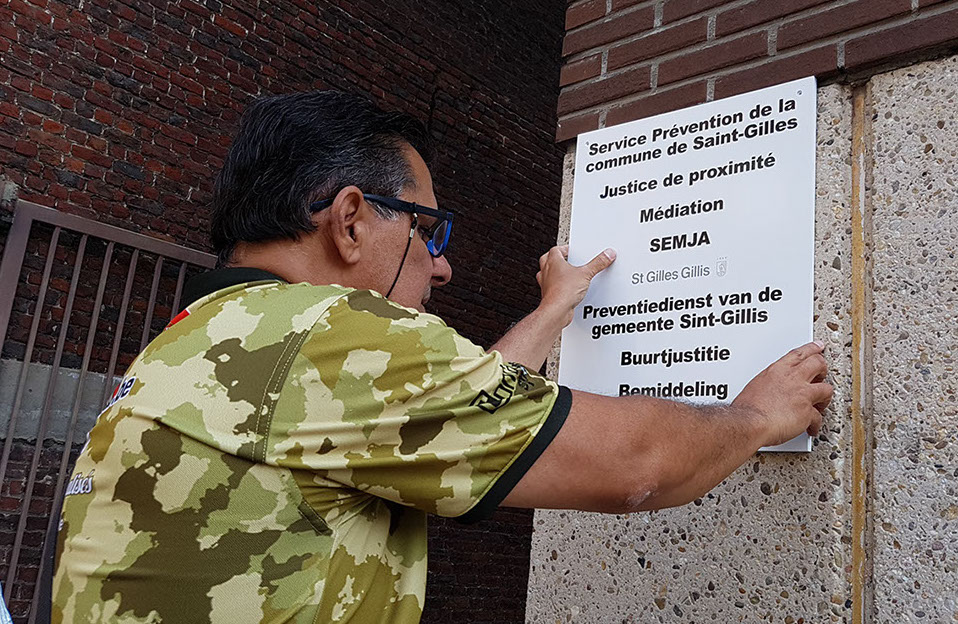 Service Prévention de la
commune de Saint-Gilles
Justice de proximité
Médiation
SEMJA
St Gilles Gillis
Preventiedienst van de
gemeente Sint-Gillis
Buurtjustitie
Bemiddeling